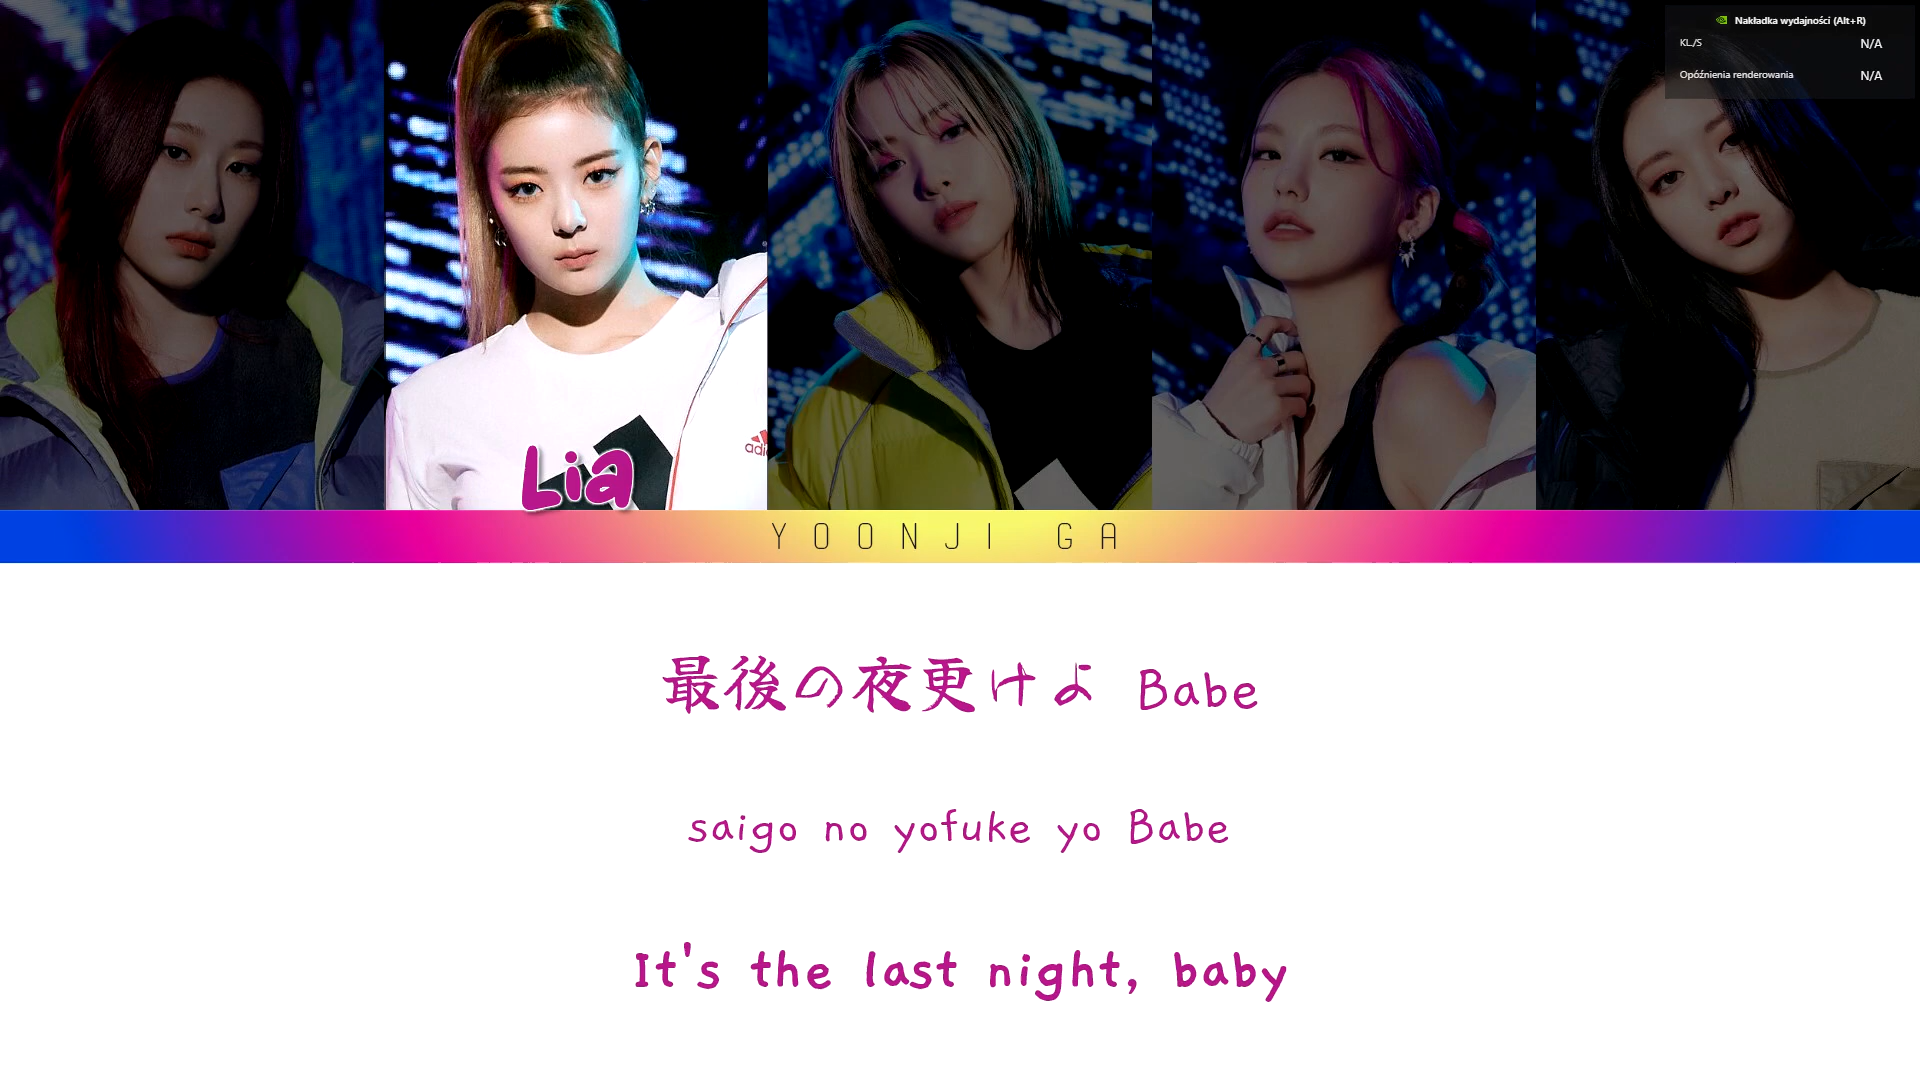 Nakładka wydajności (Alt+R)
KL./S N/A
Opóźnienia renderowania N/A
Lia
YOONJI GA
最後の夜更けよ Babe
saigo no yofuke yo Babe
It's the last night, baby